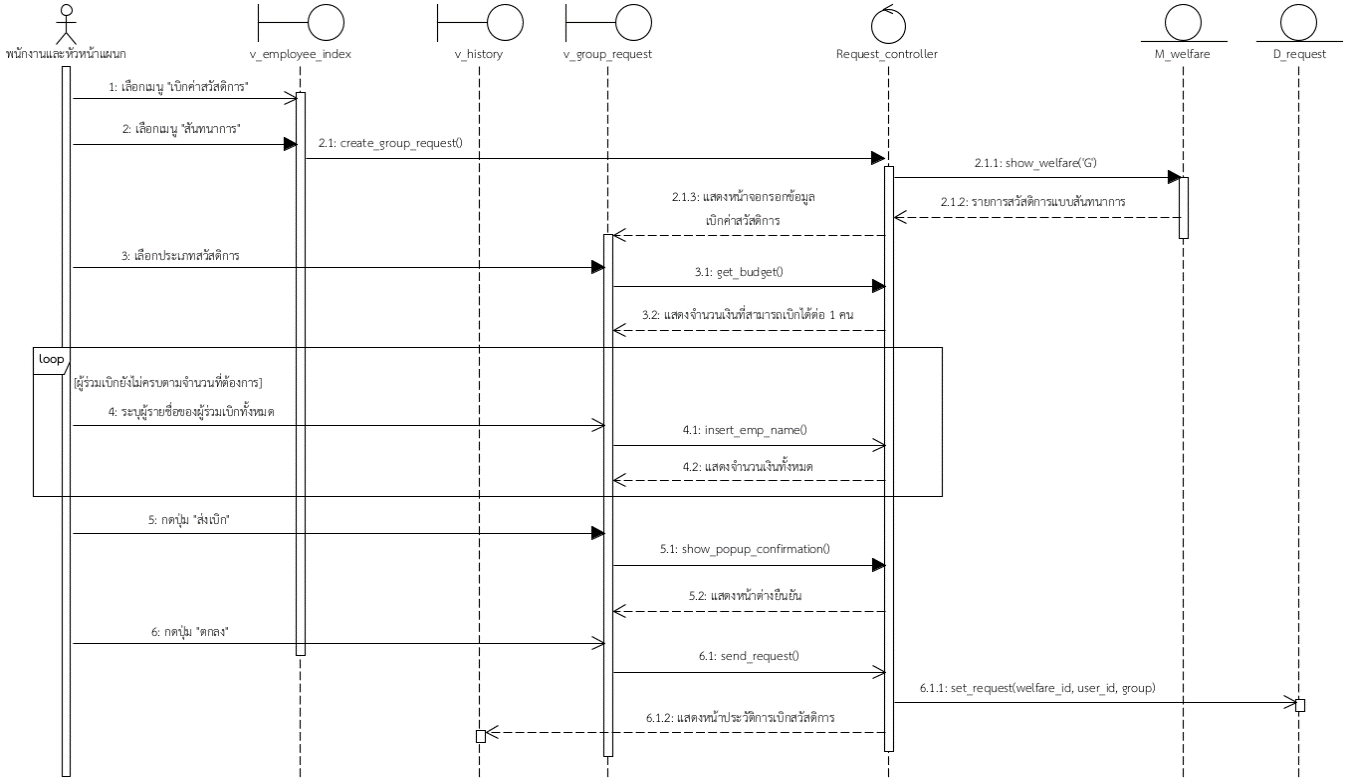 พนักงานและหัวหน้าแผนก
v_employee_index
v_history
v_group_request
Request_controller
M_welfare
D_request
1: เลือกเมนู "เบิกค่าสวัสดิการ"
2: เลือกเมนู "สันทนาการ"
2.1: create_group_request()
2.1.1: show_welfare('G')
2.1.2: รายการสวัสดิการแบบสันทนาการ
2.1.3: แสดงหน้าจอกรอกข้อมูล
เบิกค่าสวัสดิการ
3: เลือกประเภทสวัสดิการ
3.1: get_budget()
3.2: แสดงจำนวนเงินที่สามารถเบิกได้ต่อ 1 คน
loop
[ผู้ร่วมเบิกยังไม่ครบตามจำนวนที่ต้องการ]
4: ระบุผู้รายชื่อของผู้ร่วมเบิกทั้งหมด
4.1: insert_emp_name()
4.2: แสดงจำนวนเงินทั้งหมด
5: กดปุ่ม "ส่งเบิก"
5.1: show_popup_confirmation()
5.2: แสดงหน้าต่างยืนยัน
6: กดปุ่ม "ตกลง"
6.1: send_request()
6.1.1: set_request(welfare_id, user_id, group)
6.1.2: แสดงหน้าประวัติการเบิกสวัสดิการ